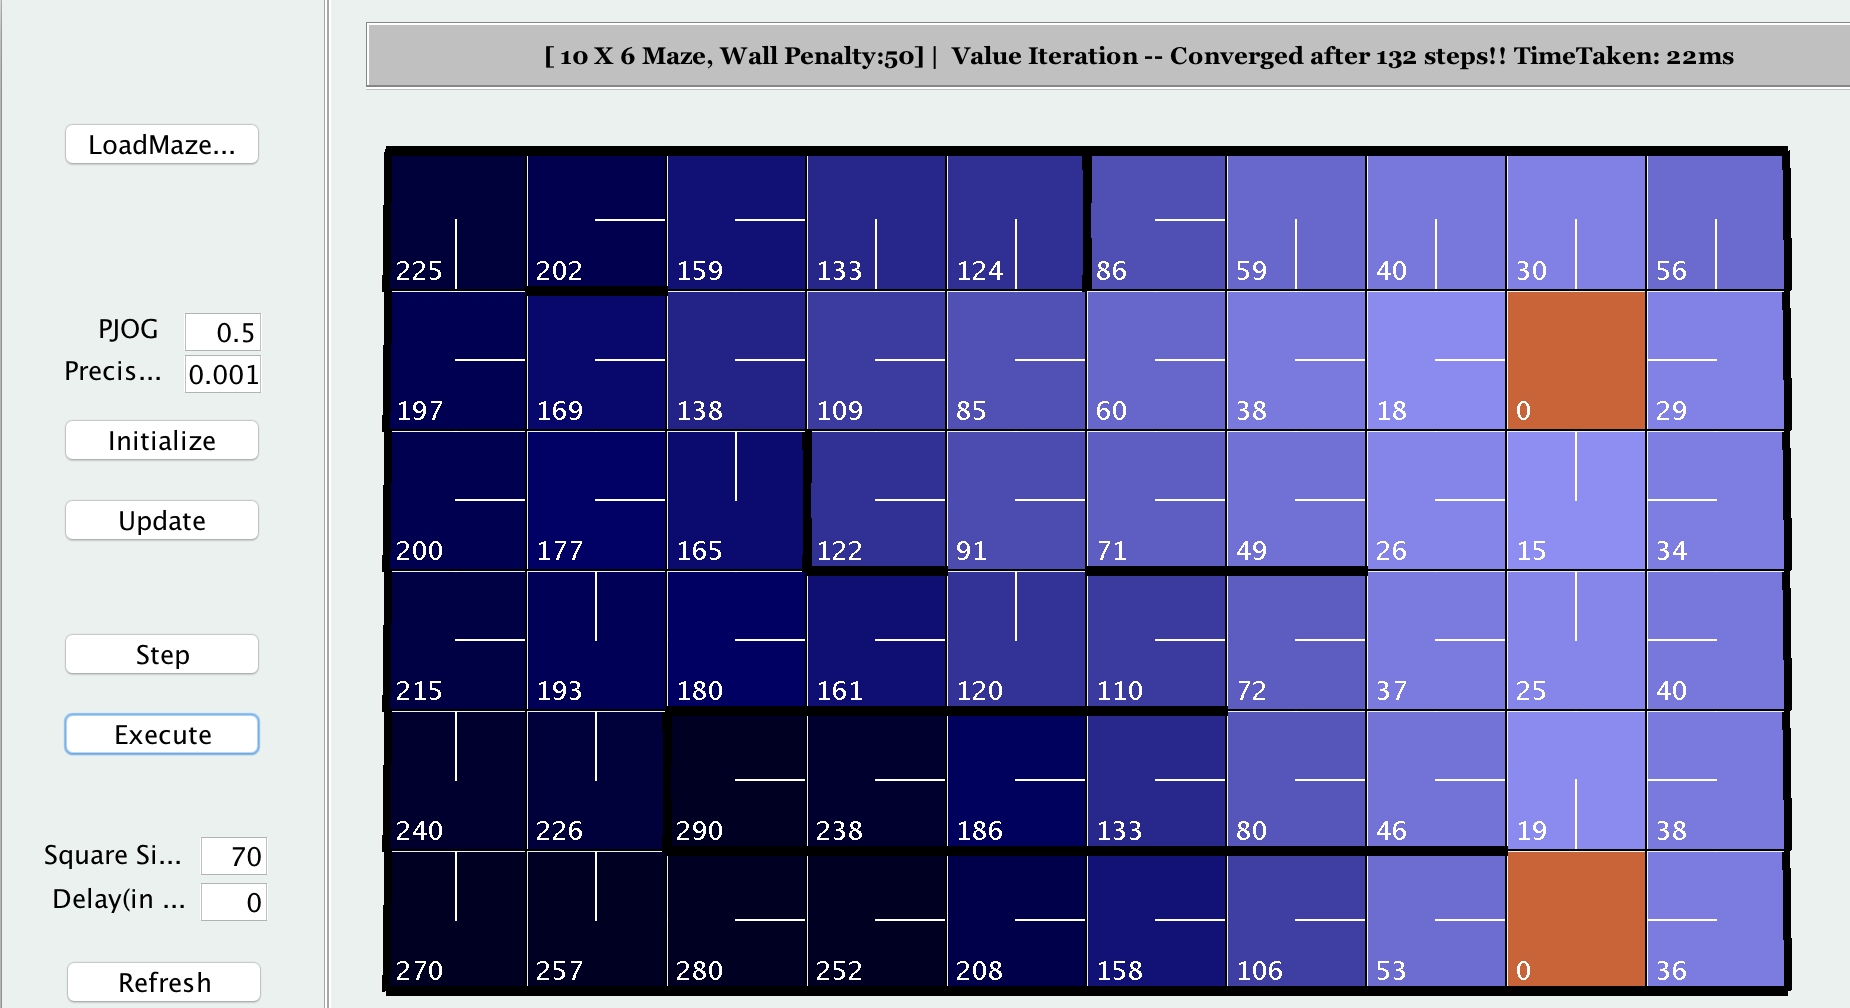 [ 10 X 6 Maze, Wall Penalty:50] | Value Iteration -- Converged after 132 steps!! TimeTaken: 22ms
LoadMaze...
PJOG 0.5
Precis... 0.001
Initialize
Update
Step
Execute
Square Si... 70
Delay(in ... 0
Refresh
225 202 159 133 124 86 59 40 30 56
197 169 138 109 85 60 38 18 0 29
200 177 165 122 91 71 49 26 15 34
215 193 180 161 120 110 72 37 25 40
240 226 290 238 186 133 80 46 19 38
270 257 280 252 208 158 106 53 0 36